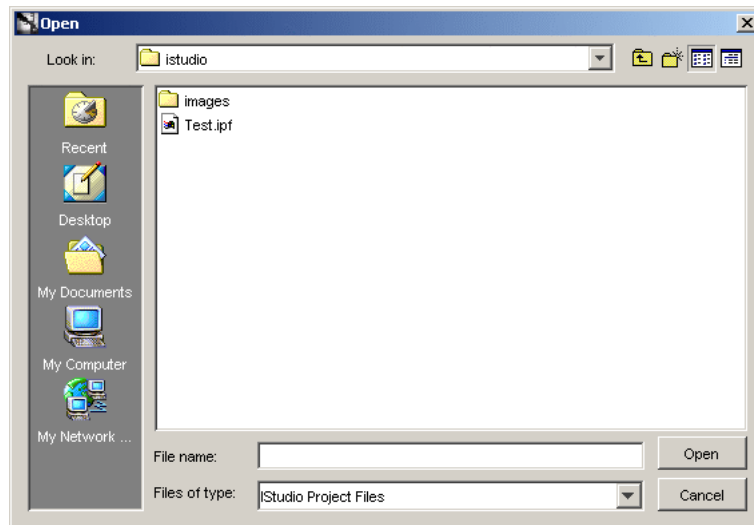 Open
Look in: istudio
images
Test.ipf
Recent
Desktop
My Documents
My Computer
My Network ...
File name:
Open
Files of type: IStudio Project Files
Cancel